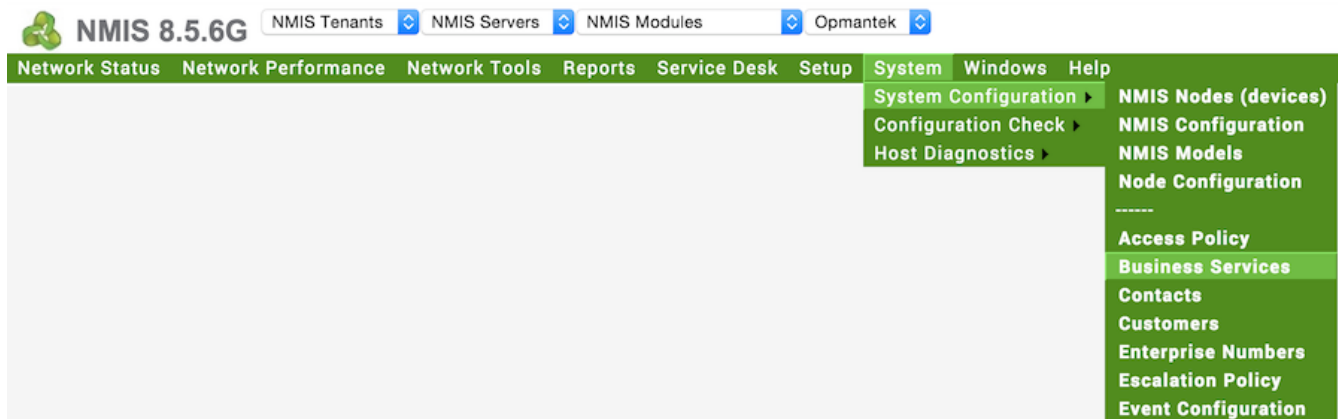 NMIS 8.5.6G NMIS Tenants NMIS Servers NMIS Modules Opmantek
Network Status Network Performance Network Tools Reports Service Desk Setup System Windows Help
System Configuration
Configuration Check
Host Diagnostics
NMIS Nodes (devices)
NMIS Configuration
NMIS Models
Node Configuration
------
Access Policy
Business Services
Contacts
Customers
Enterprise Numbers
Escalation Policy
Event Configuration